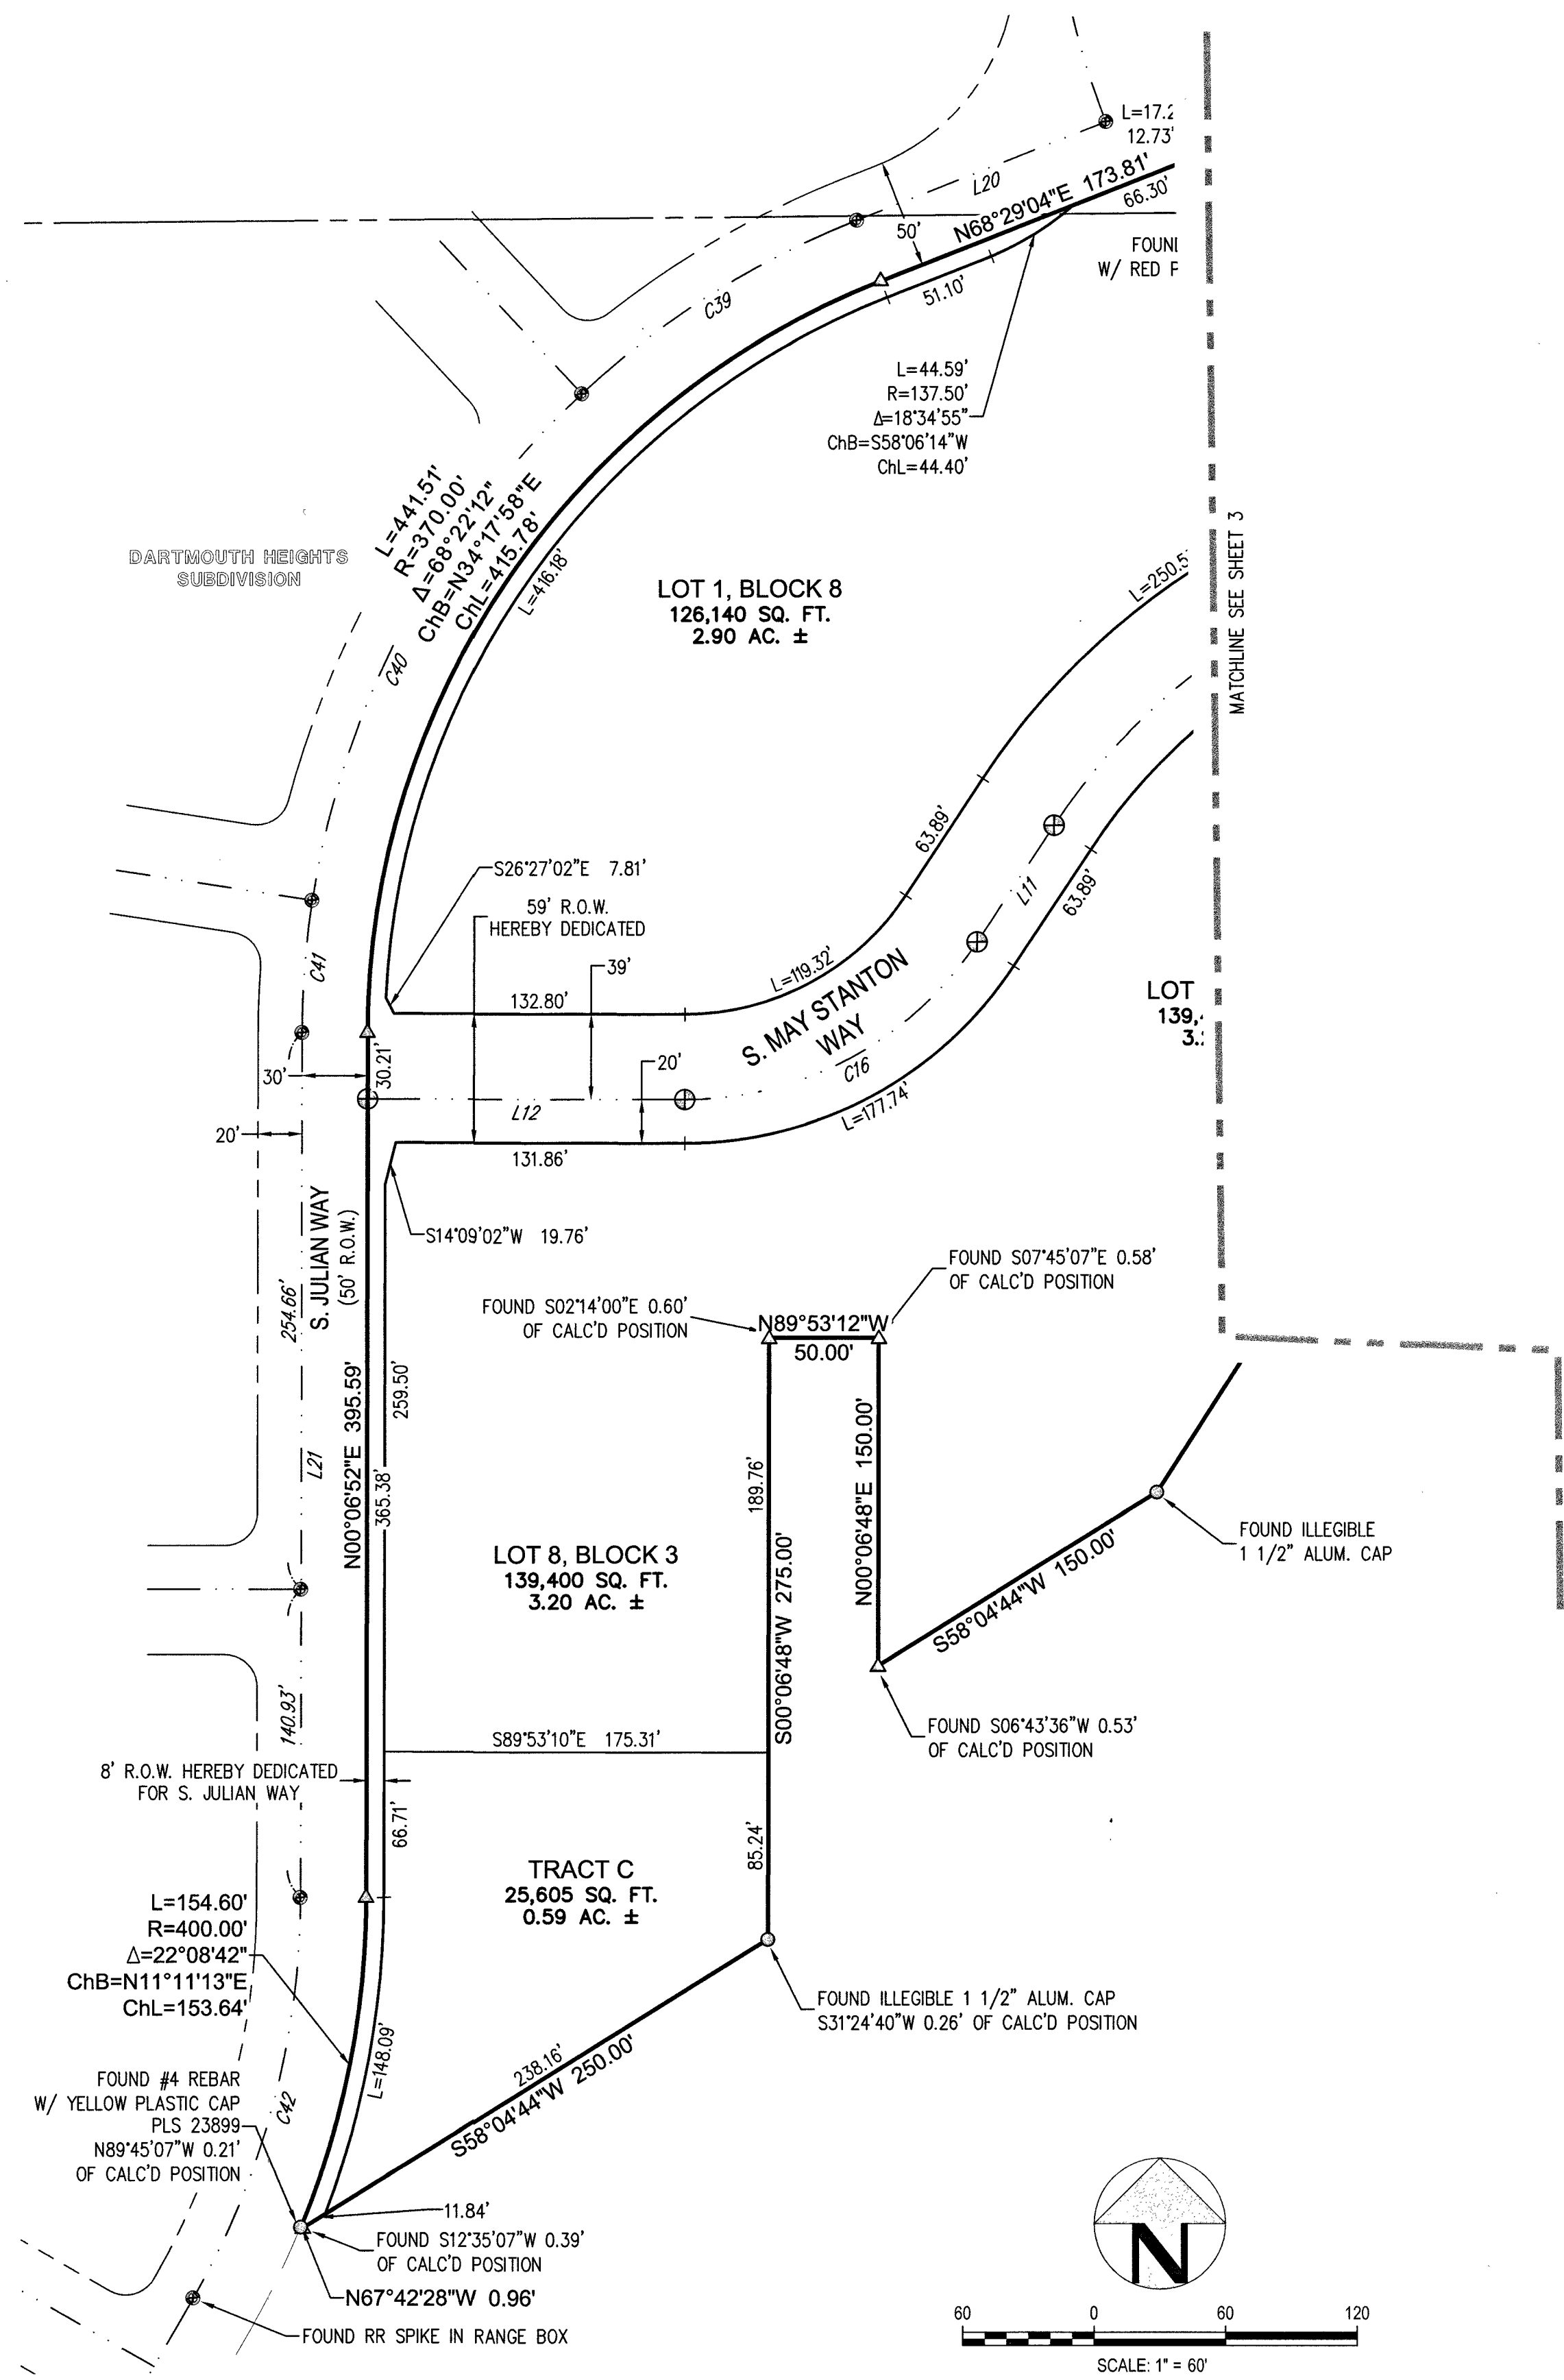 L=17.2
12.73'
L20
N68°29'04"E 173.81'
66.30'
50'
FOUN
W/ RED
51.10'
C39
L=44.59'
R=137.50'
Δ=18°34'55"
ChB=S58°06'14"W
ChL=44.40'
L=441.51'
R=370.00'
Δ=68°22'12"
ChB=N34°17'58"E
ChL=415.78'
L=416.18'
DARTMOUTH HEIGHTS
SUBDIVISION
LOT 1, BLOCK 8
126,140 SQ. FT.
2.90 AC. ±
L=250.5
MATCHLINE SEE SHEET 3
C40
63.89'
S26°27'02"E 7.81'
59' R.O.W.
HEREBY DEDICATED
L11
63.89'
39'
C41
L=119.32'
132.80'
S. MAY STANTON
WAY
LOT
139,
3.
30.21'
30'
20'
C16
L12
L=177.74'
20'
131.86'
S14°09'02"W 19.76'
S. JULIAN WAY
(50' R.O.W.)
254.66'
FOUND S07°45'07"E 0.58'
OF CALC'D POSITION
FOUND S02°14'00"E 0.60'
OF CALC'D POSITION
N89°53'12"W
50.00'
259.50'
N00°06'52"E 395.59'
365.38'
L21
189.76'
N00°06'48"E 150.00'
FOUND ILLEGIBLE
1 1/2" ALUM. CAP
LOT 8, BLOCK 3
139,400 SQ. FT.
3.20 AC. ±
S00°06'48"W 275.00'
S58°04'44"W 150.00'
140.93'
S89°53'10"E 175.31'
FOUND S06°43'36"W 0.53'
OF CALC'D POSITION
8' R.O.W. HEREBY DEDICATED
FOR S. JULIAN WAY
66.71'
85.24'
TRACT C
25,605 SQ. FT.
0.59 AC. ±
L=154.60'
R=400.00'
Δ=22°08'42"
ChB=N11°11'13"E
ChL=153.64'
FOUND ILLEGIBLE 1 1/2" ALUM. CAP
S31°24'40"W 0.26' OF CALC'D POSITION
L=148.09'
238.16'
S58°04'44"W 250.00'
C42
FOUND #4 REBAR
W/ YELLOW PLASTIC CAP
PLS 23899
N89°45'07"W 0.21'
OF CALC'D POSITION
11.84'
FOUND S12°35'07"W 0.39'
OF CALC'D POSITION
N67°42'28"W 0.96'
FOUND RR SPIKE IN RANGE BOX
N
60 0 60 120
SCALE: 1" = 60'